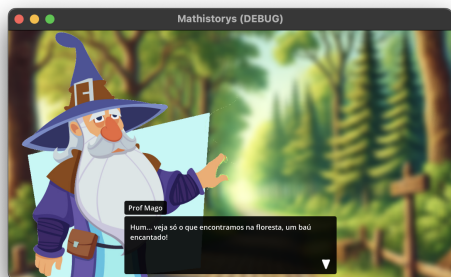 Mathistorys (DEBUG)
Prof Mago
Hum... veja só o que encontramos na floresta, um baú
encantado!